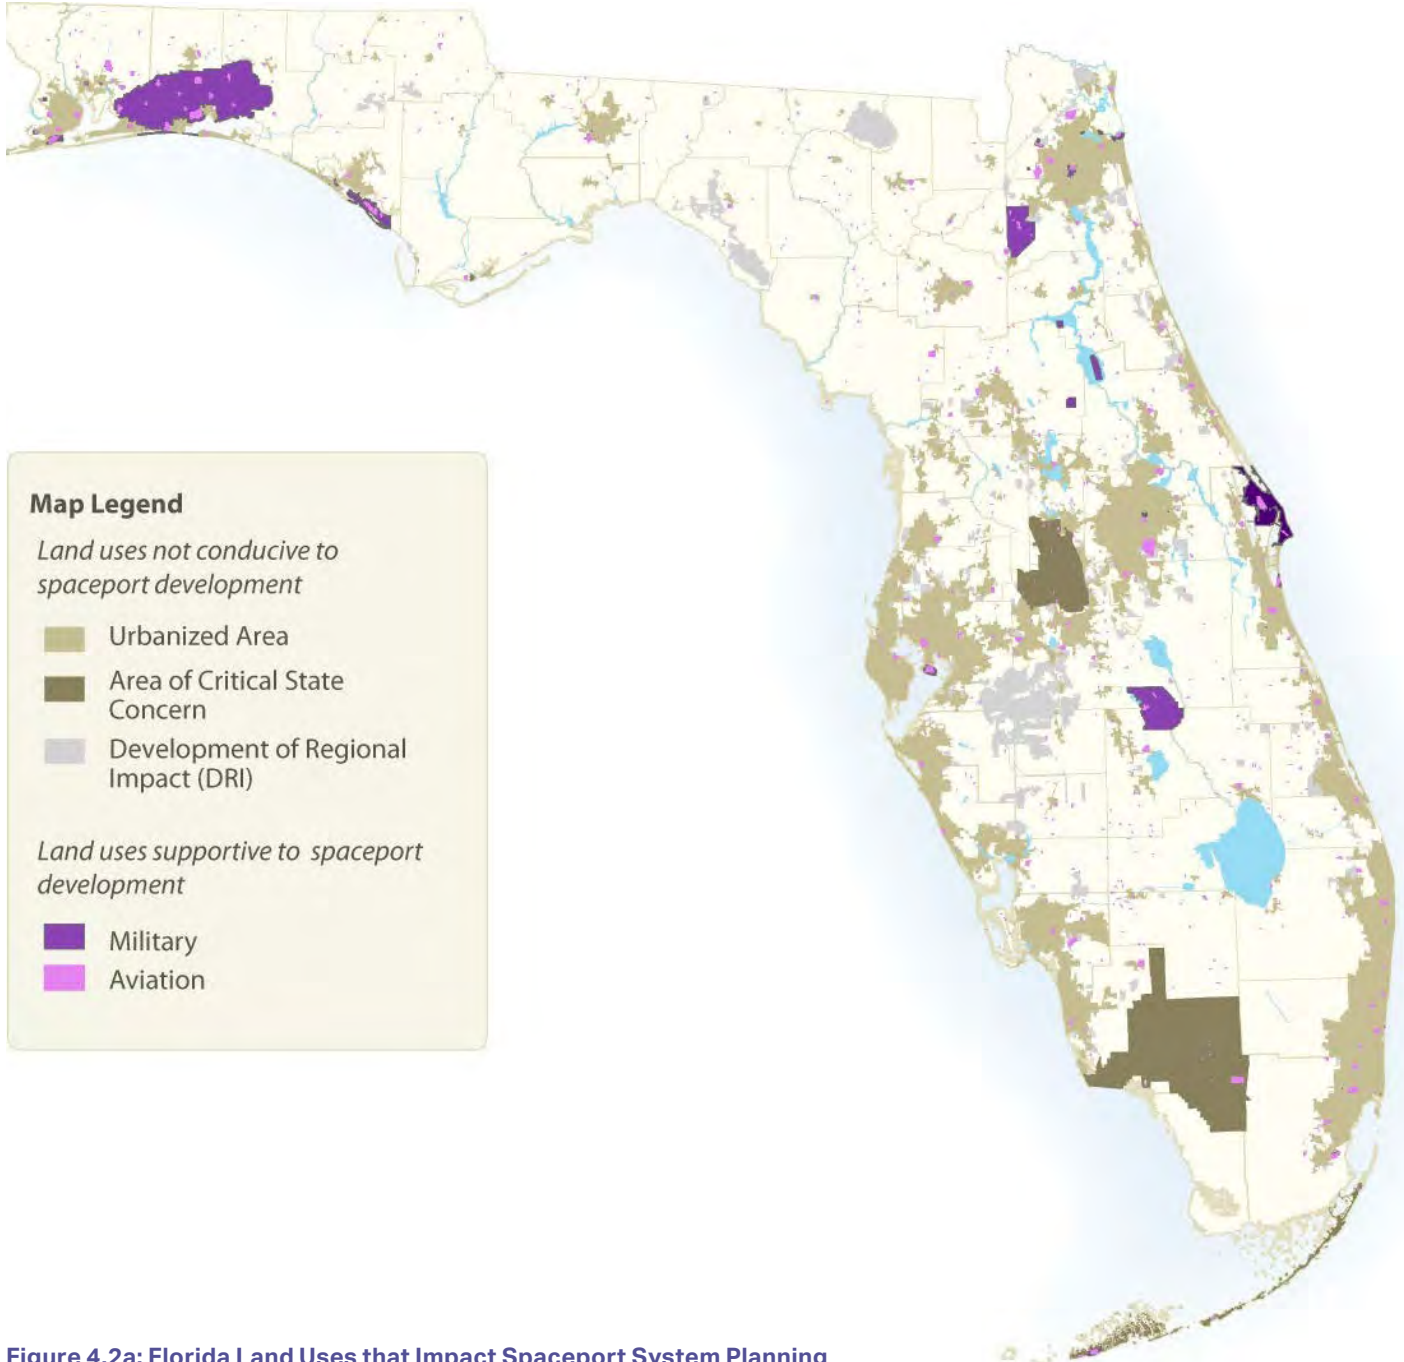 Map Legend
Land uses not conducive to
spaceport development
Urbanized Area
Area of Critical State
Concern
Development of Regional
Impact (DRI)
Land uses supportive to spaceport
development
Military
Aviation
Figure 4.2a: Florida Land Uses that Impact Spaceport System Planning